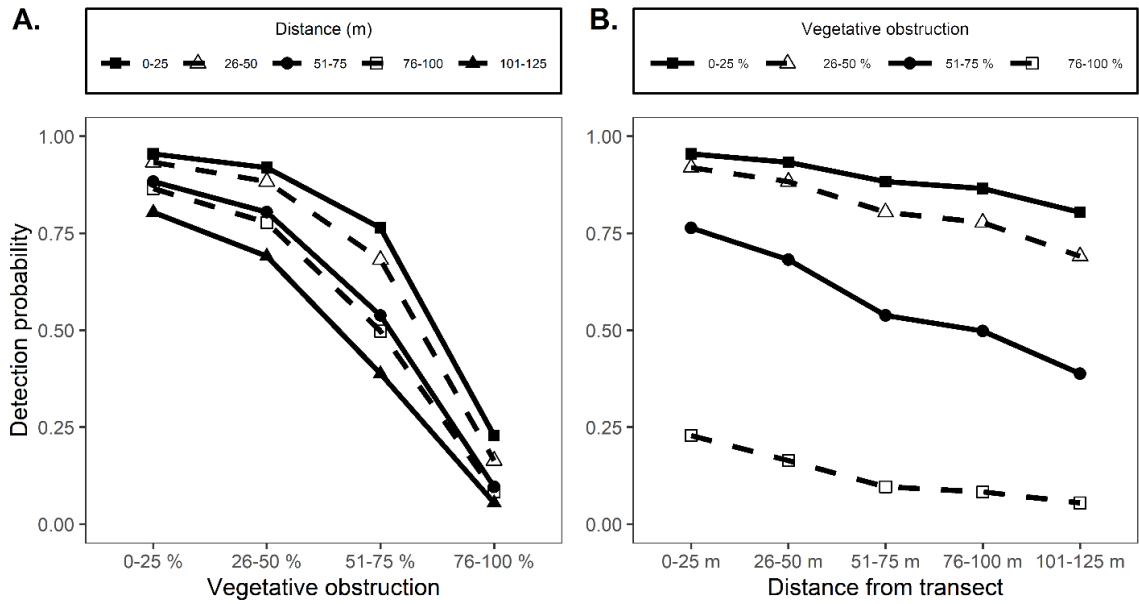 A.
Distance (m)
0-25 26-50 51-75 76-100 101-125
Detection probability
1.00
0.75
0.50
0.25
0.00
0-25 % 26-50 % 51-75 % 76-100 %
Vegetative obstruction
B.
Vegetative obstruction
0-25 % 26-50 % 51-75 % 76-100 %
1.00
0.75
0.50
0.25
0.00
0-25 m 26-50 m 51-75 m 76-100 m 101-125 m
Distance from transect